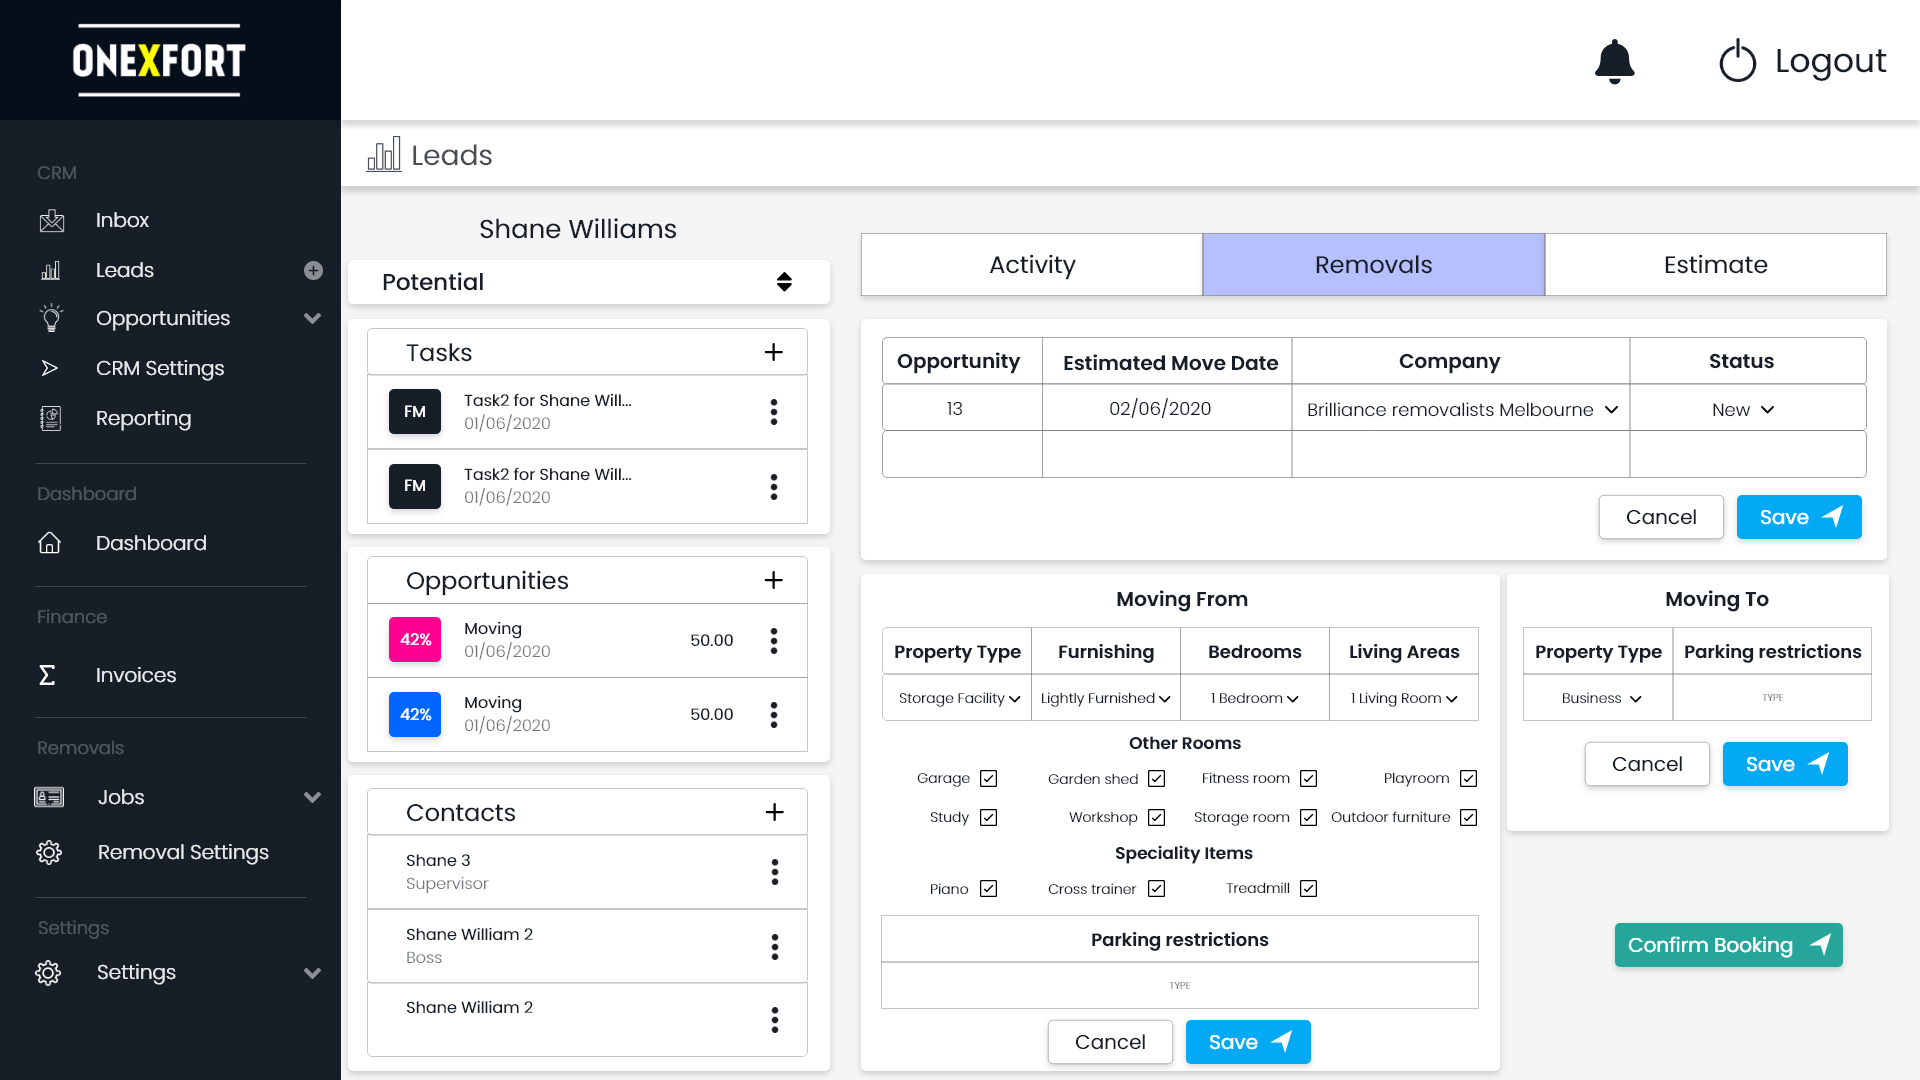 ONEXFORT
Logout
CRM
Inbox
Leads
Opportunities
CRM Settings
Reporting
Dashboard
Dashboard
Finance
Invoices
Removals
Jobs
Removal Settings
Settings
Settings
Leads
Shane Williams
Potential
Tasks
FM
Task2 for Shane Will...
01/06/2020
FM
Task2 for Shane Will...
01/06/2020
Opportunities
42%
Moving
01/06/2020
50.00
42%
Moving
01/06/2020
50.00
Contacts
Shane 3
Supervisor
Shane William 2
Boss
Shane William 2
Activity Removals Estimate
Opportunity Estimated Move Date Company Status
13 02/06/2020 Brilliance removalists Melbourne New
Cancel Save
Moving From
Property Type Furnishing Bedrooms Living Areas
Storage Facility Lightly Furnished 1 Bedroom 1 Living Room
Other Rooms
Garage Garden shed Fitness room Playroom
Study Workshop Storage room Outdoor furniture
Speciality Items
Piano Cross trainer Treadmill
Parking restrictions
TYPE
Cancel Save
Moving To
Property Type Parking restrictions
Business TYPE
Cancel Save
Confirm Booking